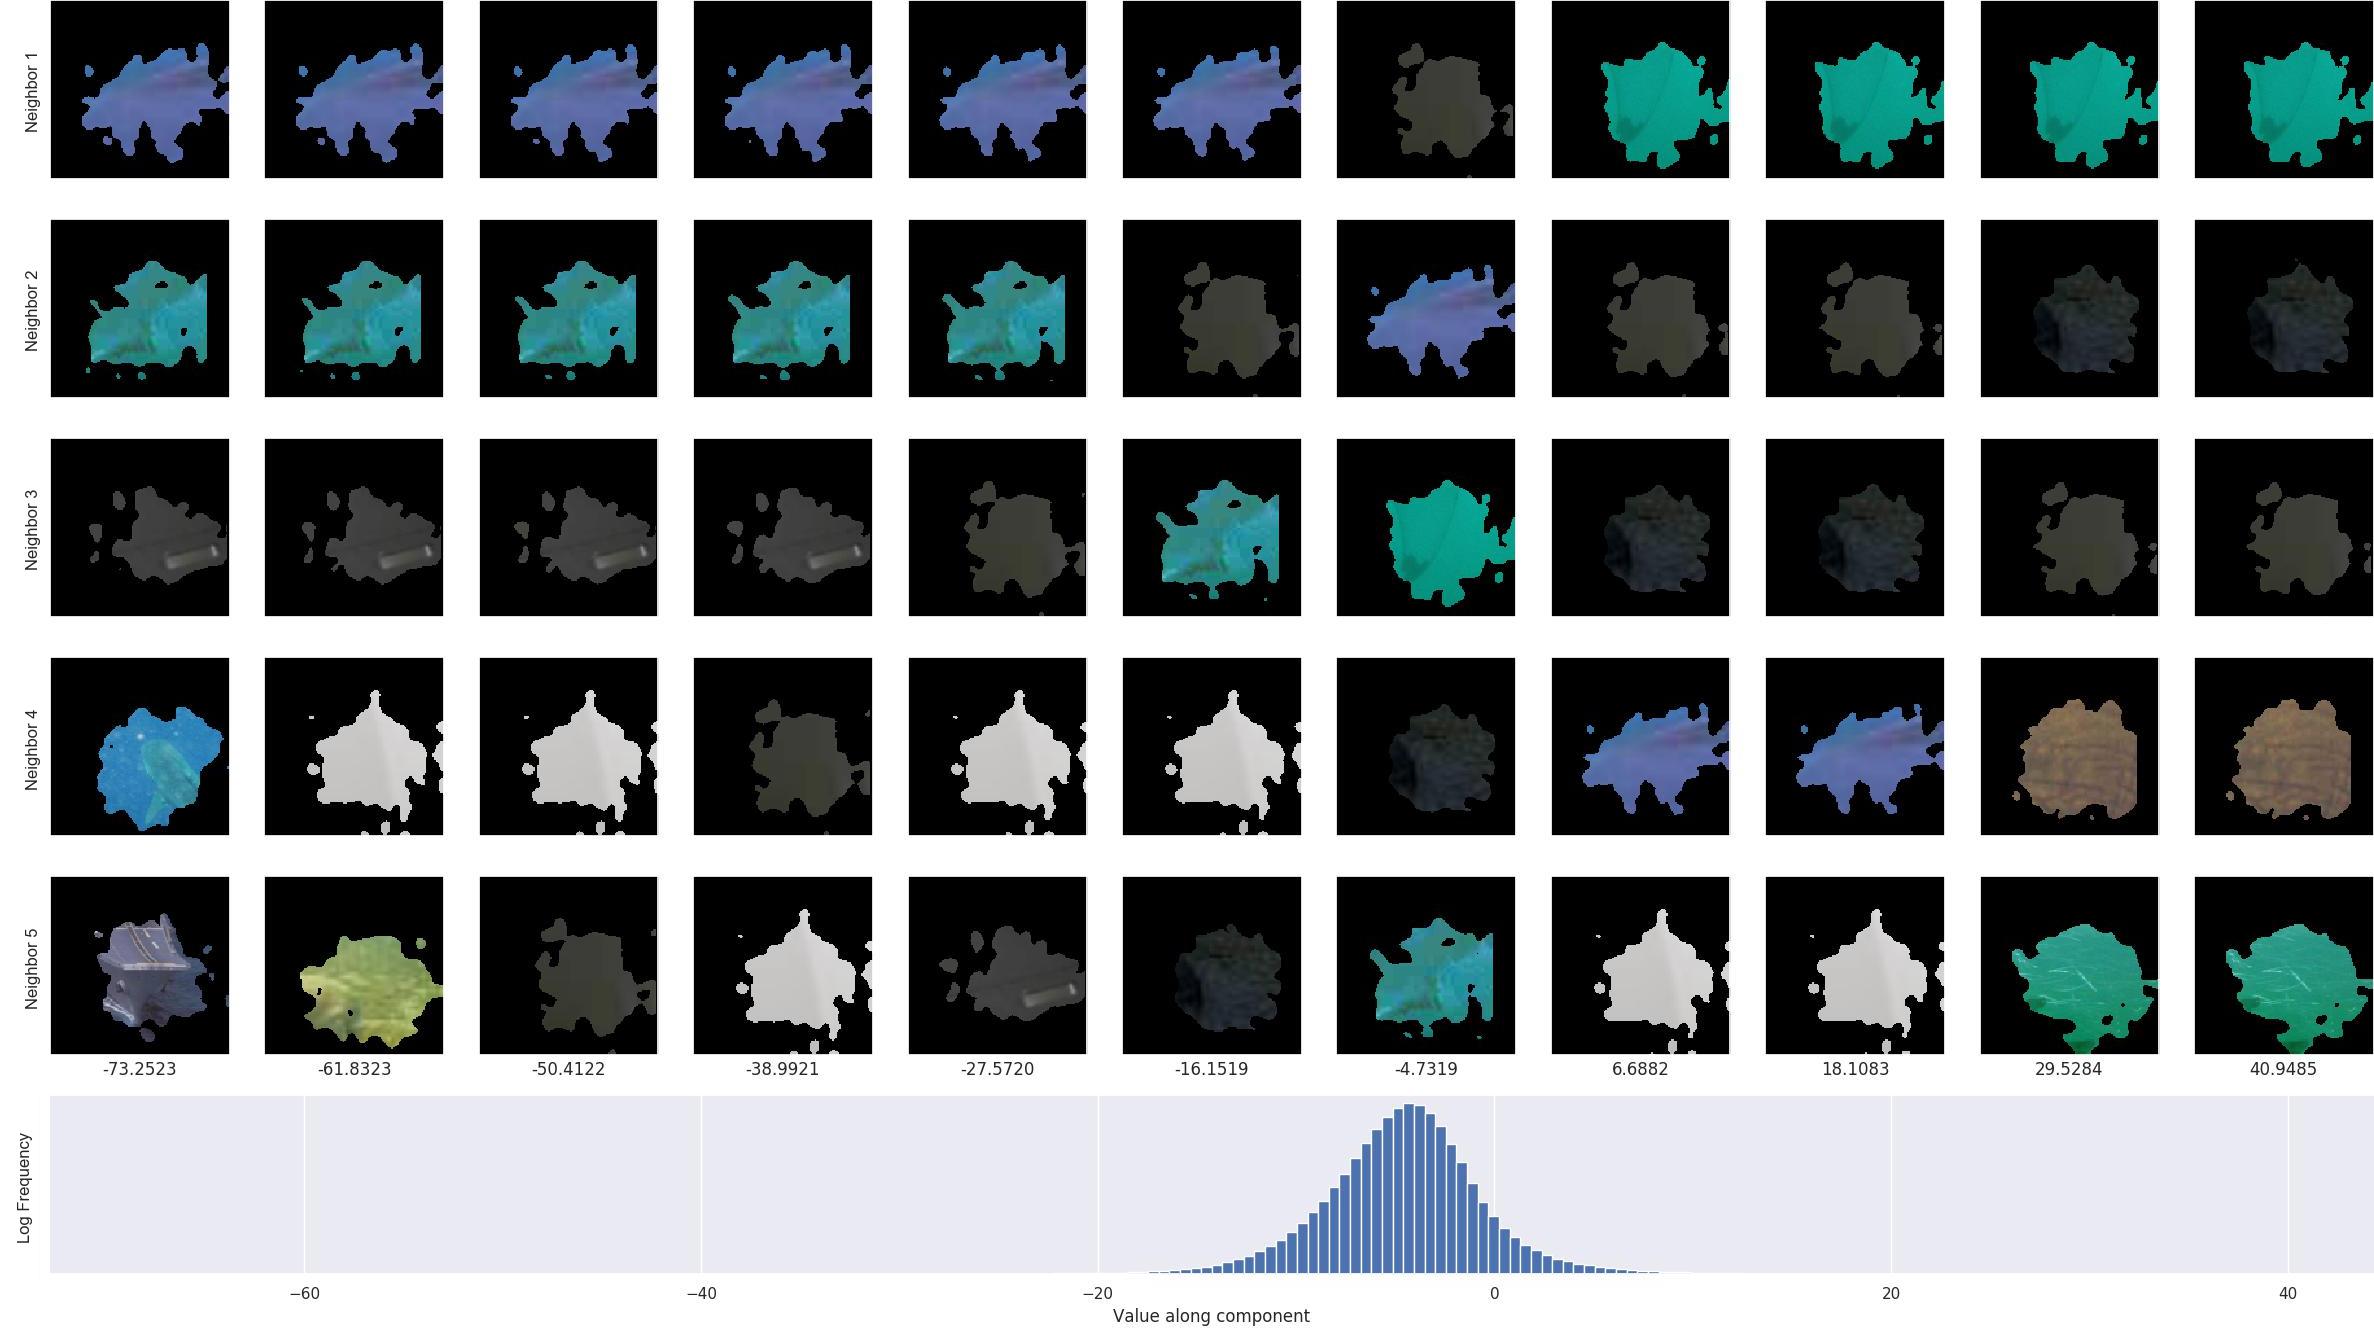 Neighbor 1
Neighbor 2
Neighbor 3
Neighbor 4
Neighbor 5
-73.2523 -61.8323 -50.4122 -38.9921 -27.5720 -16.1519 -4.7319 6.6882 18.1083 29.5284 40.9485
Log Frequency
−60 −40 −20 0 20 40
Value along component